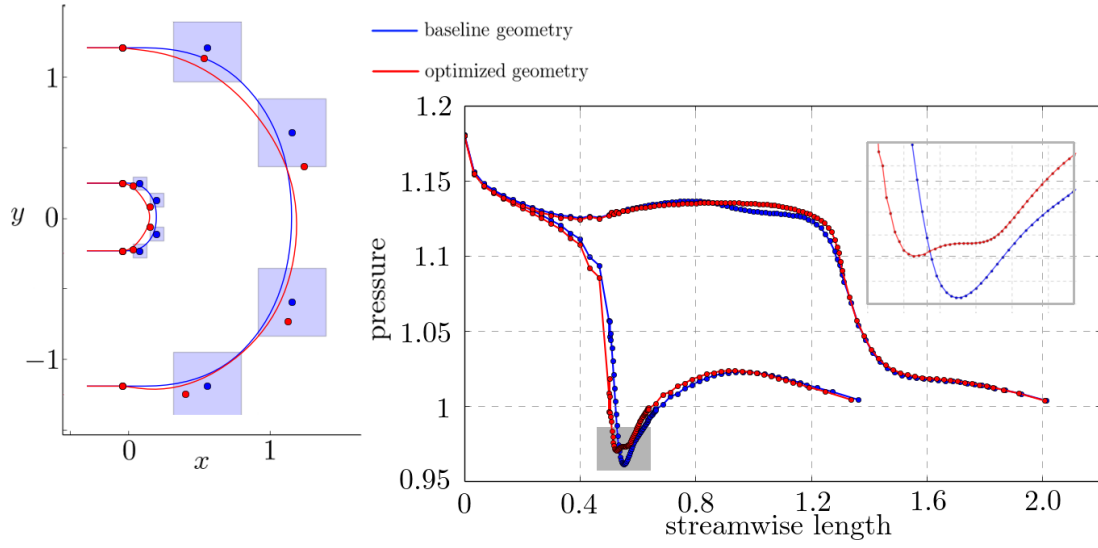 baseline geometry
optimized geometry
1
0
−1
y
0
1
x
1.2
1.15
1.1
1.05
1
0.95
pressure
0
0.4
0.8
1.2
1.6
2.0
streamwise length